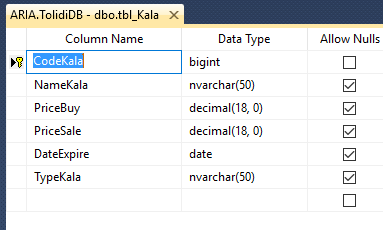 ARIA.TolidiDB - dbo.tbl_Kala
Column Name Data Type Allow Nulls
CodeKala bigint
NameKala nvarchar(50)
PriceBuy decimal(18, 0)
PriceSale decimal(18, 0)
DateExpire date
TypeKala nvarchar(50)